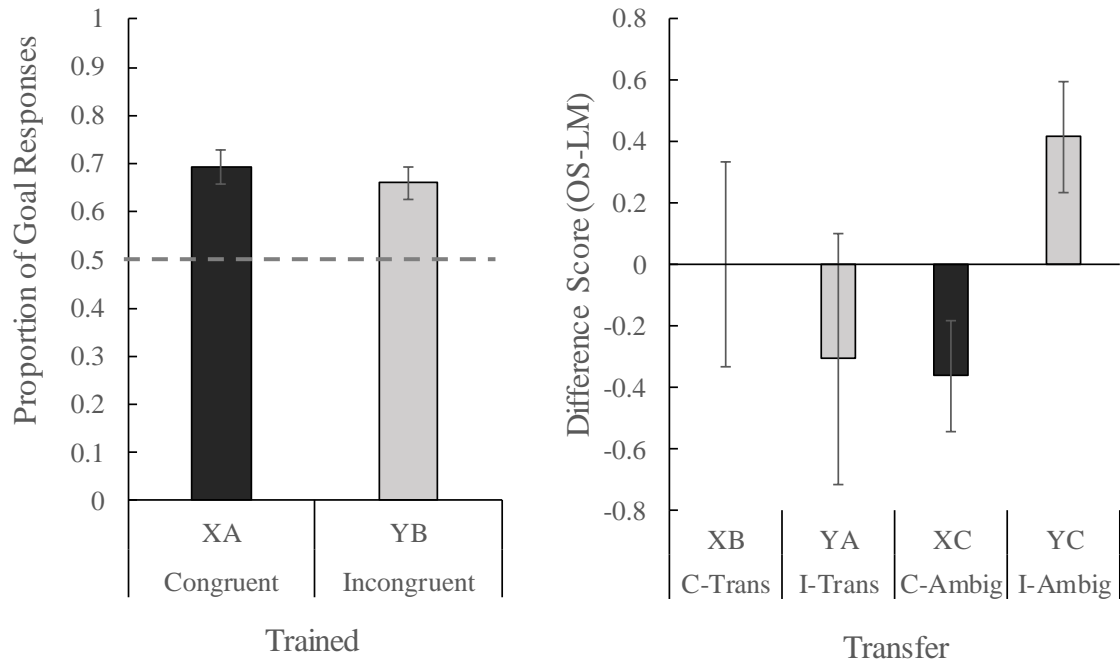 Proportion of Goal Responses
1
0.9
0.8
0.7
0.6
0.5
0.4
0.3
0.2
0.1
0
XA YB
Congruent Incongruent
Trained
Difference Score (OS-LM)
0.8
0.6
0.4
0.2
0
-0.2
-0.4
-0.6
-0.8
XB YA XC YC
C-Trans I-Trans C-Ambig I-Ambig
Transfer